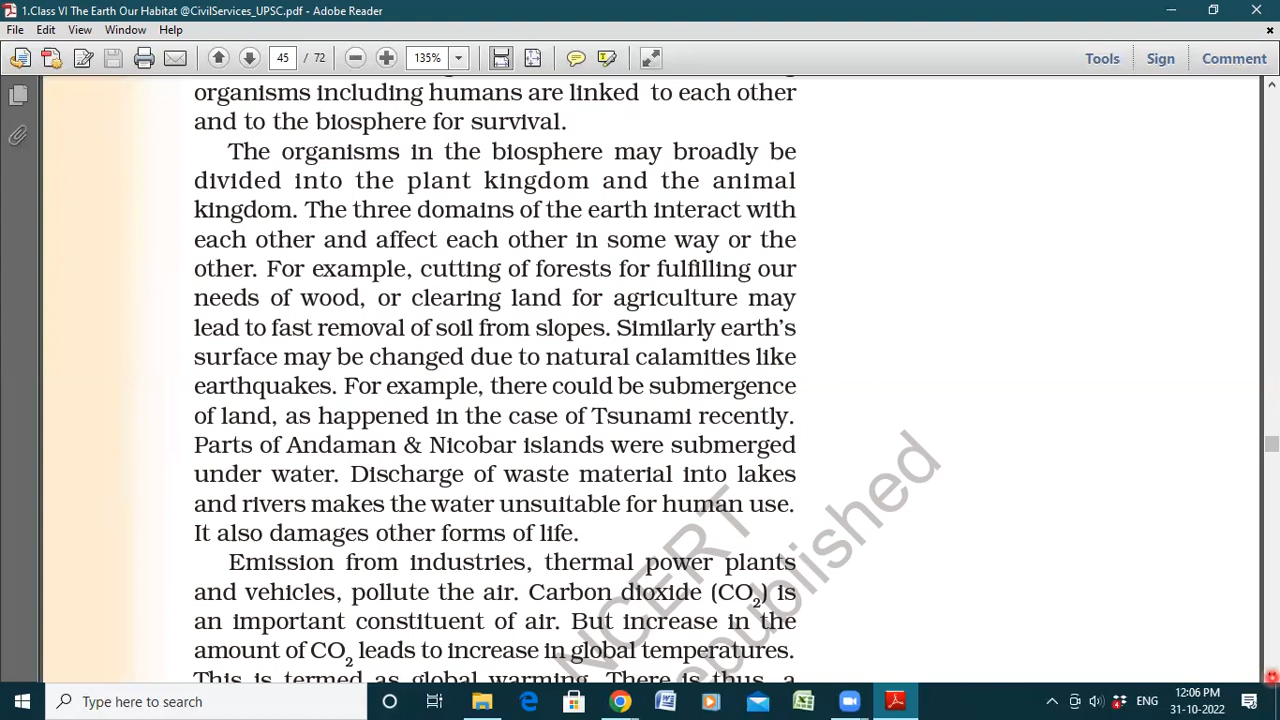 1.Class VI The Earth Our Habitat @CivilServices_UPSC.pdf - Adobe Reader
File Edit View Window Help
45 / 72 135% Tools Sign Comment
organisms including humans are linked to each other
and to the biosphere for survival.
The organisms in the biosphere may broadly be
divided into the plant kingdom and the animal
kingdom. The three domains of the earth interact with
each other and affect each other in some way or the
other. For example, cutting of forests for fulfilling our
needs of wood, or clearing land for agriculture may
lead to fast removal of soil from slopes. Similarly earth's
surface may be changed due to natural calamities like
earthquakes. For example, there could be submergence
of land, as happened in the case of Tsunami recently.
Parts of Andaman & Nicobar islands were submerged
under water. Discharge of waste material into lakes
and rivers makes the water unsuitable for human use.
It also damages other forms of life.
Emission from industries, thermal power plants
and vehicles, pollute the air. Carbon dioxide (CO₂) is
an important constituent of air. But increase in the
amount of CO₂ leads to increase in global temperatures.
This is termed as global warming. There is thus, a
NCERT
republished
Type here to search
ENG
12:06 PM
31-10-2022